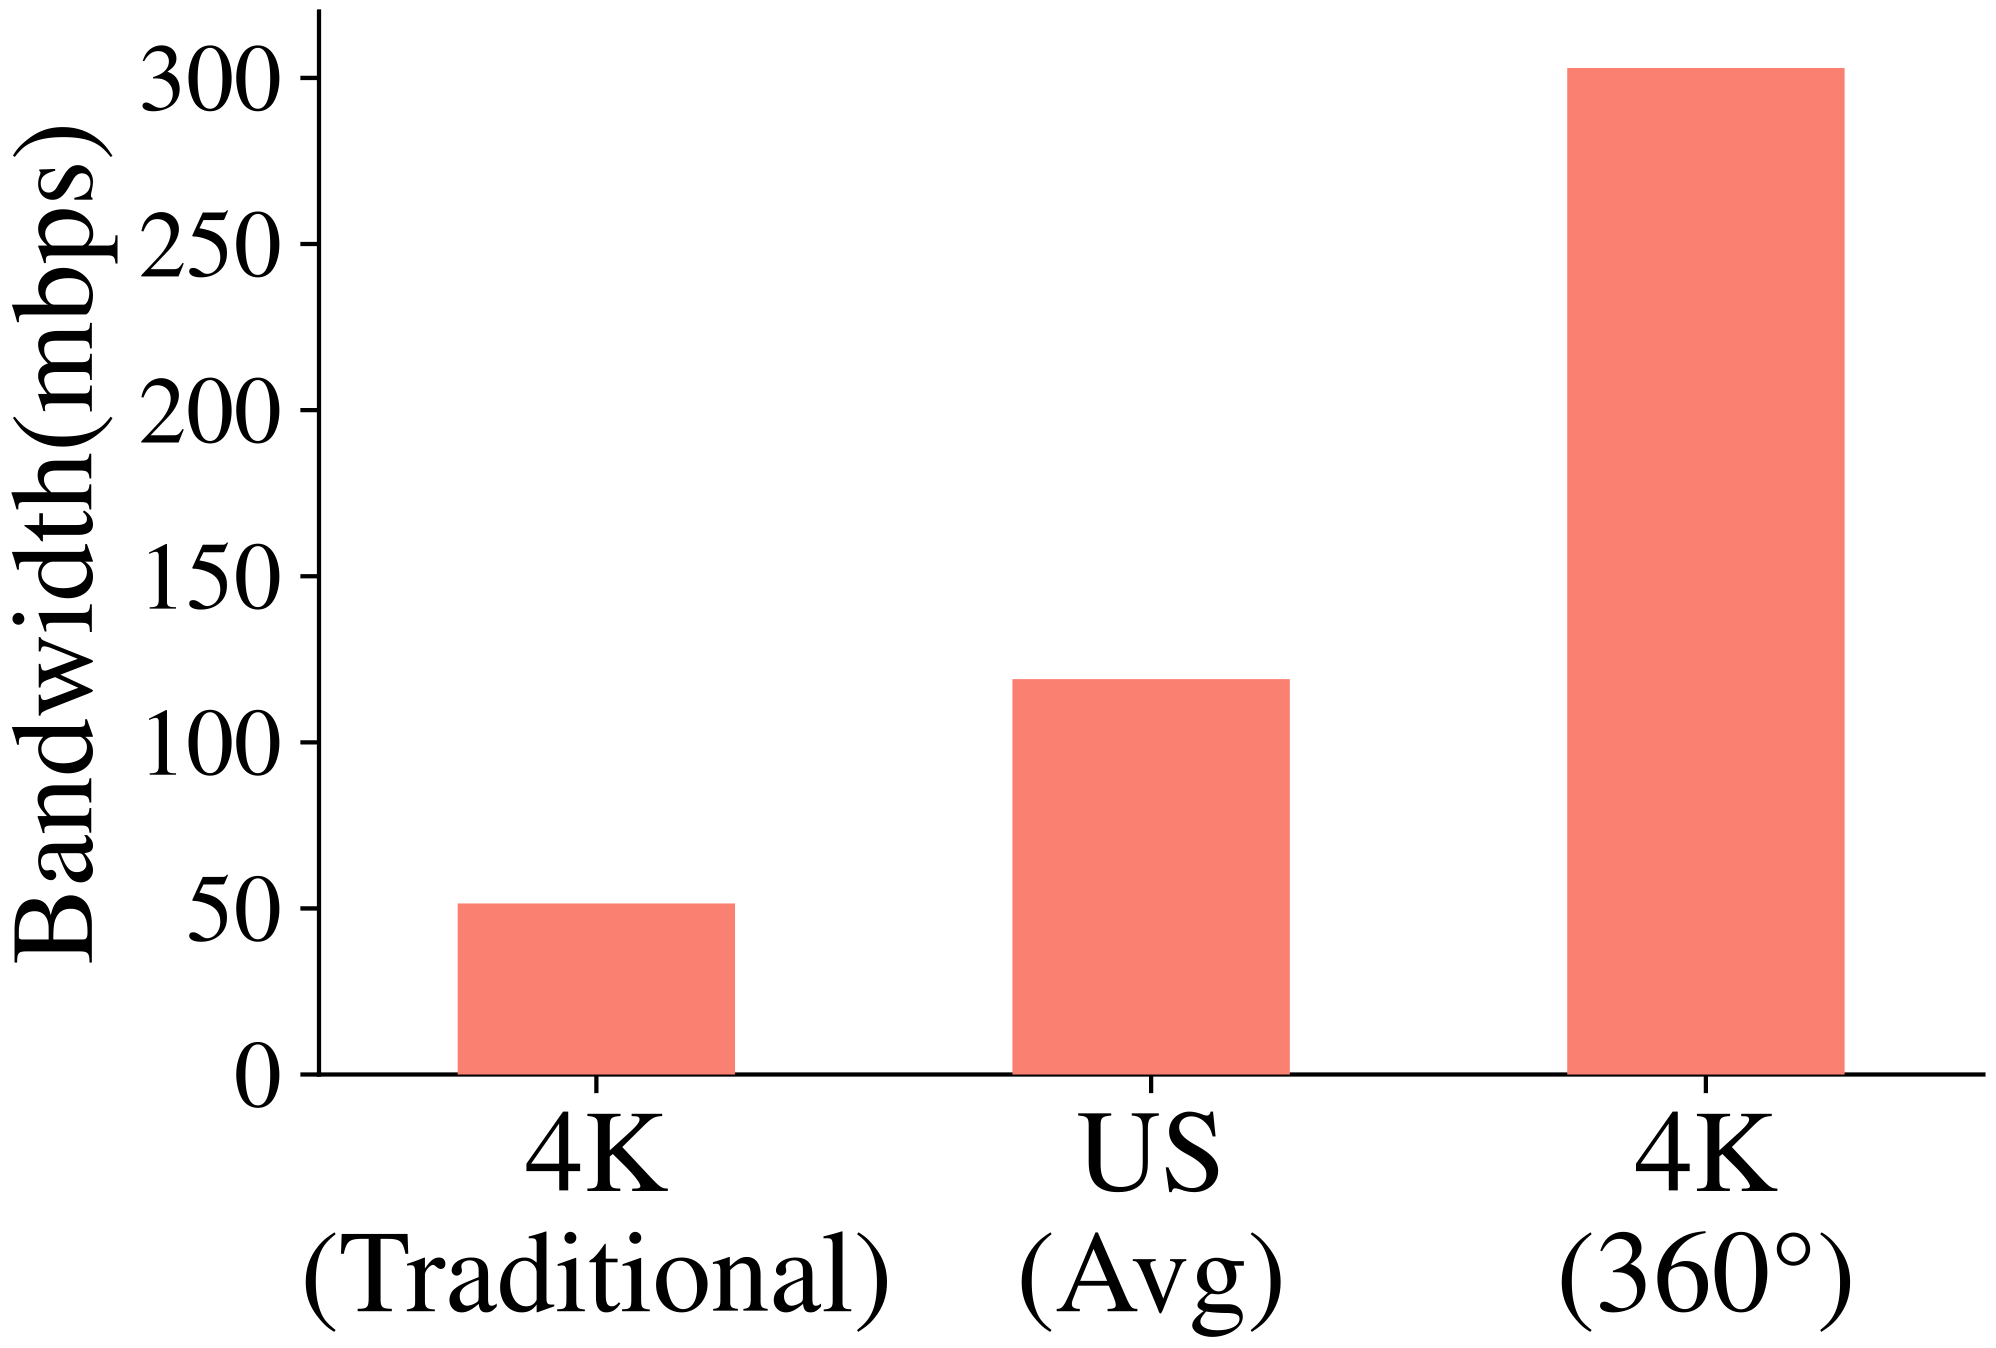 Bandwidth(mbps)
300
250
200
150
100
50
0
4K
(Traditional)
US
(Avg)
4K
(360°)